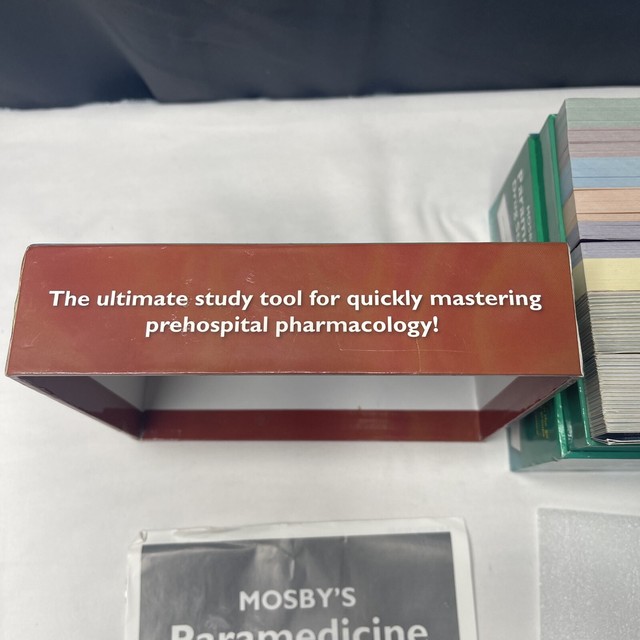 The ultimate study tool for quickly mastering
prehospital pharmacology!
MOSBY'S
Paramedicine